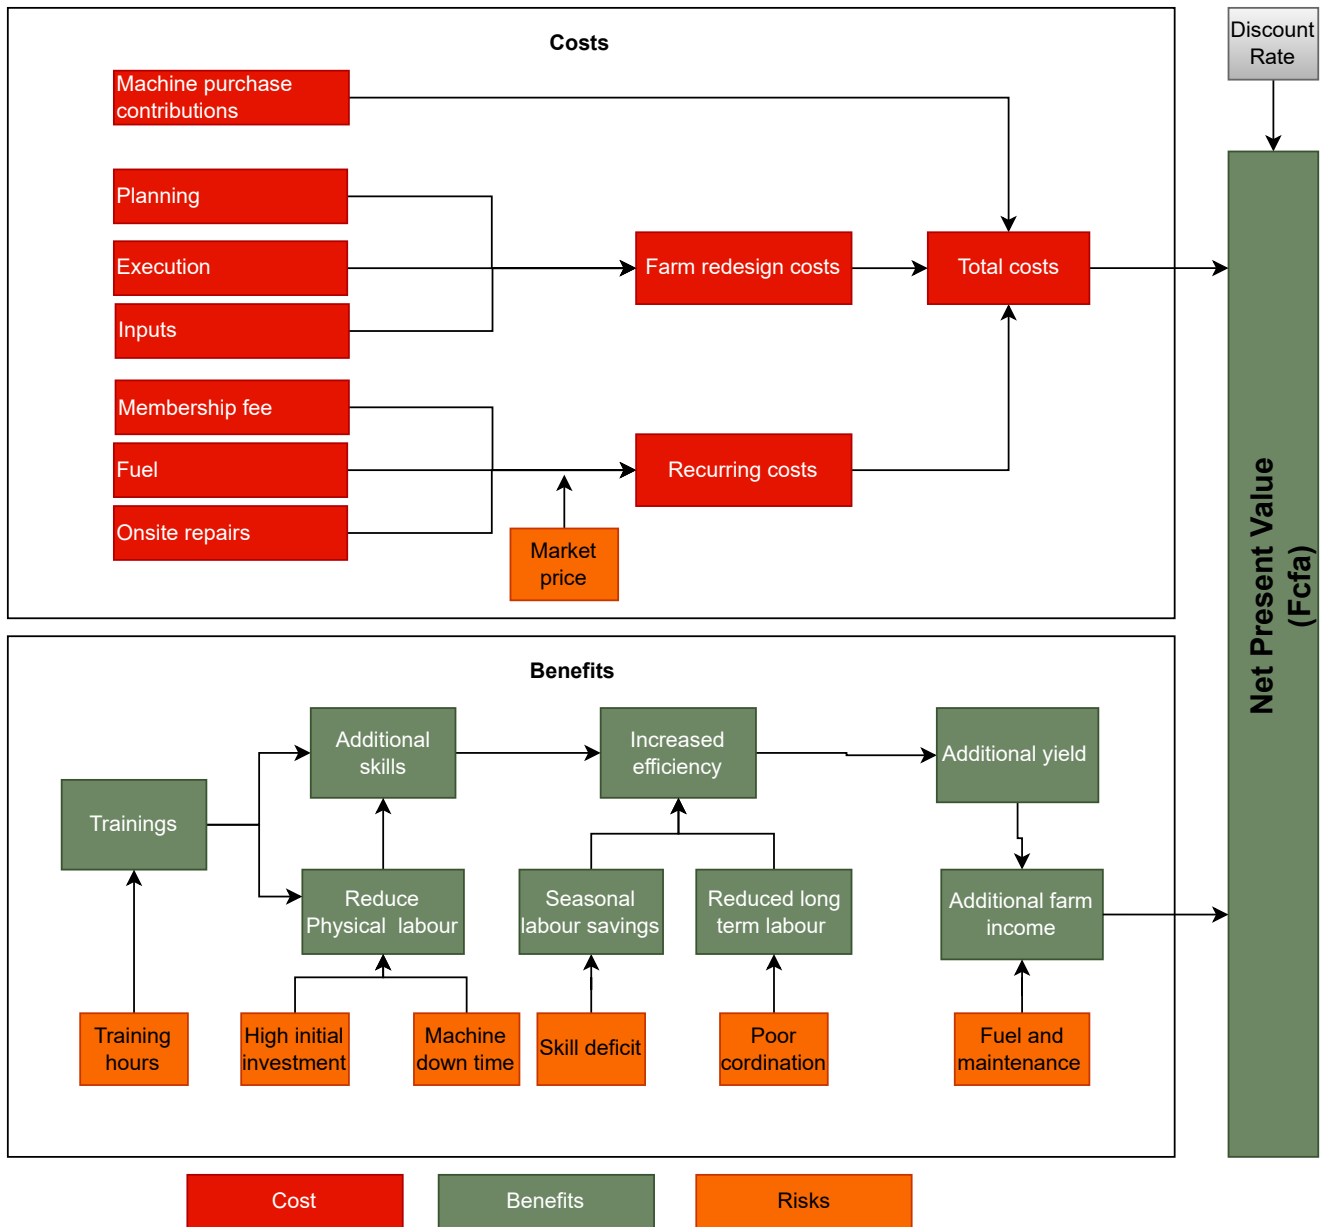 Costs
Discount
Rate
Machine purchase
contributions
Planning
Execution
Inputs
Farm redesign costs
Total costs
Membership fee
Fuel
Onsite repairs
Recurring costs
Market
price
Net Present Value
(Fcfa)
Benefits
Additional
skills
Increased
efficiency
Additional yield
Trainings
Reduce
Physical labour
Seasonal
labour savings
Reduced long
term labour
Additional farm
income
Training
hours
High initial
investment
Machine
down time
Skill deficit
Poor
cordination
Fuel and
maintenance
Cost
Benefits
Risks